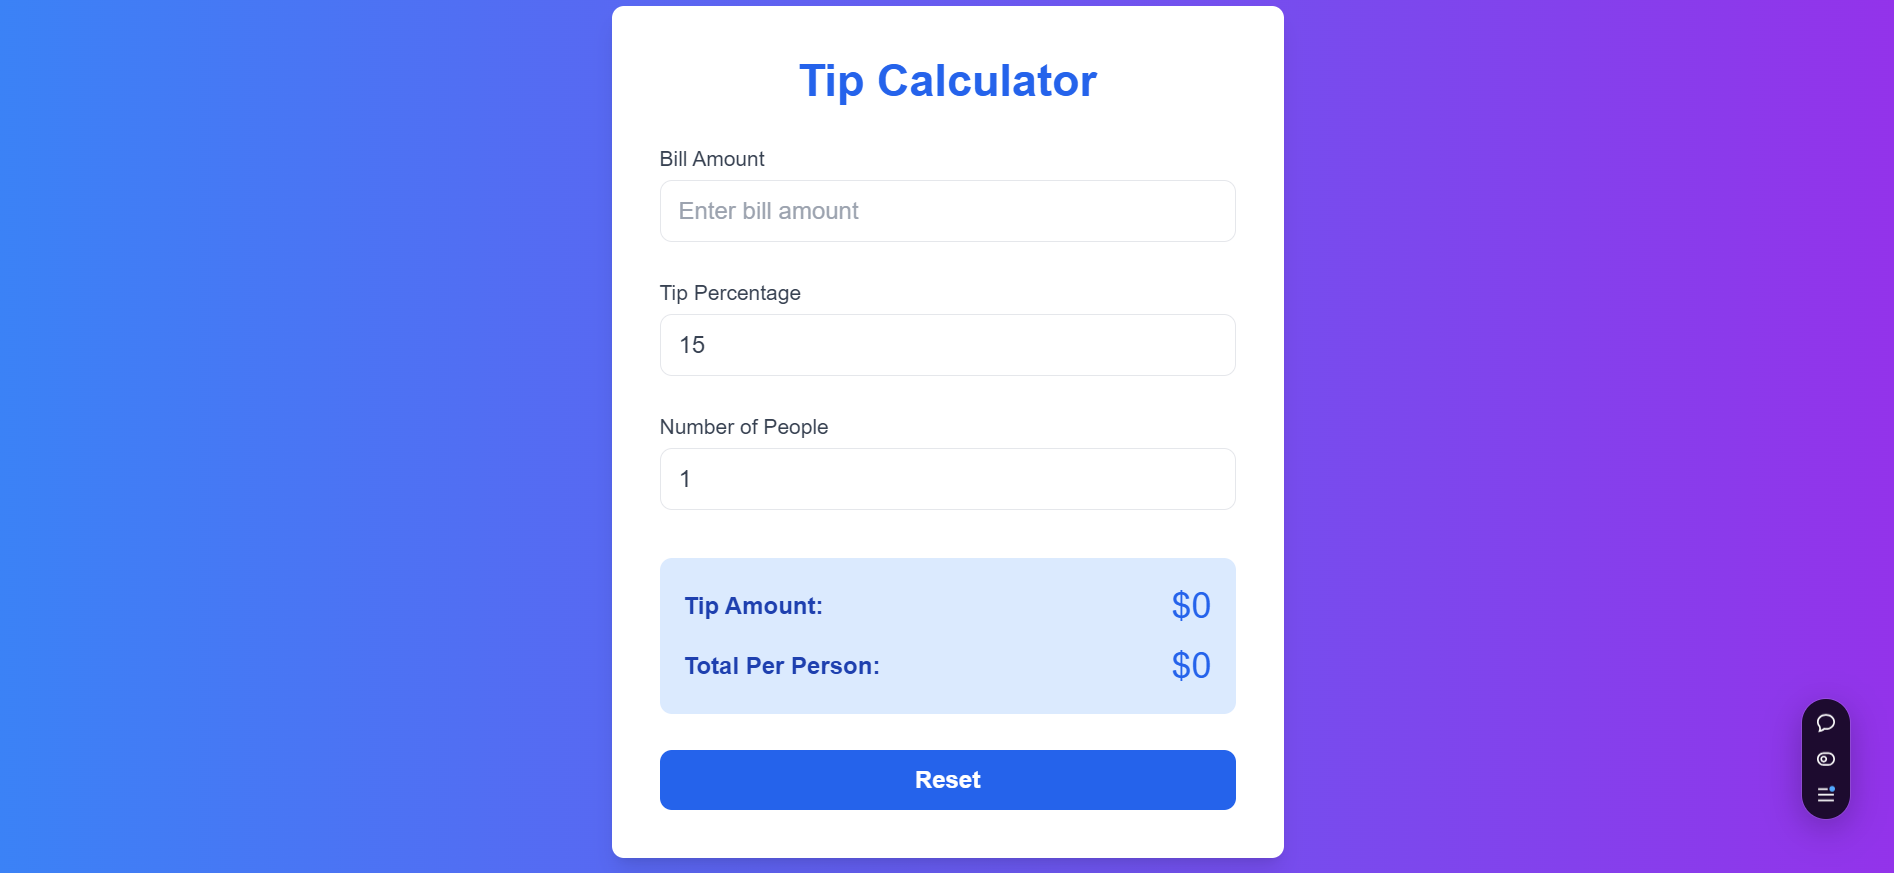 Tip Calculator
Bill Amount
Enter bill amount
Tip Percentage
15
Number of People
1
Tip Amount: $0
Total Per Person: $0
Reset